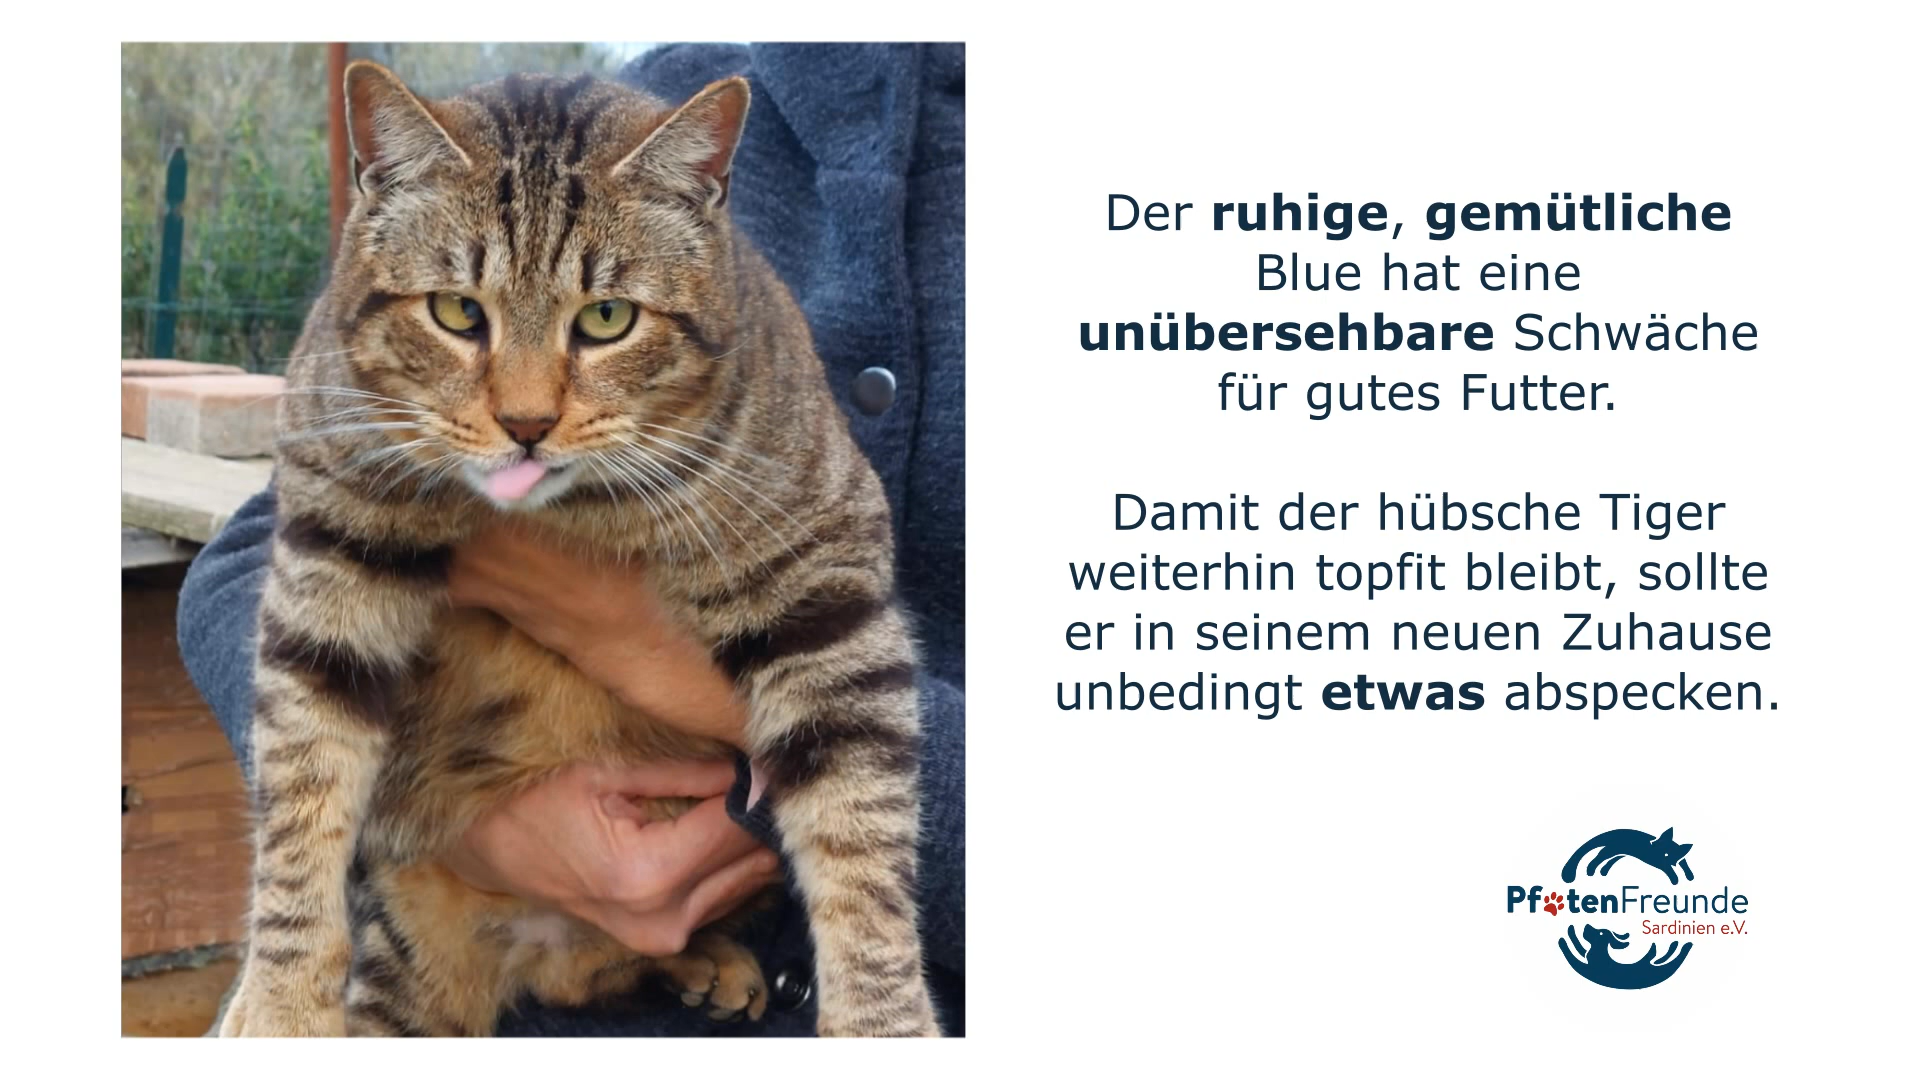 Der ruhige, gemütliche
Blue hat eine
unübersehbare Schwäche
für gutes Futter.
Damit der hübsche Tiger
weiterhin topfit bleibt, sollte
er in seinem neuen Zuhause
unbedingt etwas abspecken.
PfotenFreunde
Sardinien e.V.